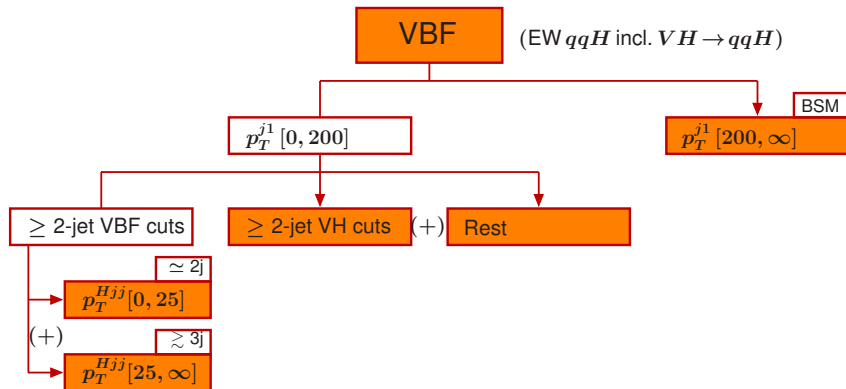 VBF (EW qqH incl. VH → qqH)
BSM
p_T^{j1} [0, 200]
p_T^{j1} [200, ∞]
≥ 2-jet VBF cuts
≥ 2-jet VH cuts
(+)
Rest
≃ 2j
p_T^{Hjj} [0, 25]
(+)
≳ 3j
p_T^{Hjj} [25, ∞]